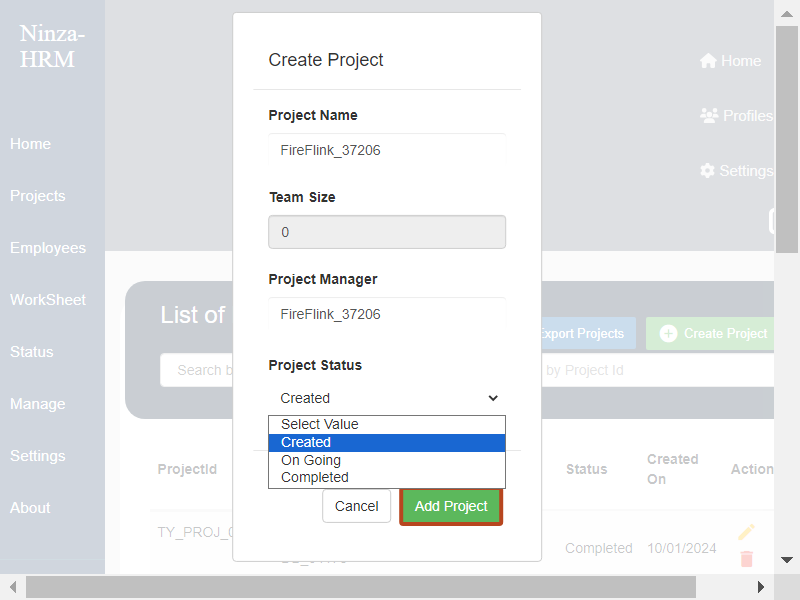 Ninza-
HRM
Home
Projects
Employees
WorkSheet
Status
Manage
Settings
About
Home
Profiles
Settings
Create Project
Project Name
FireFlink_37206
Team Size
0
Project Manager
FireFlink_37206
Project Status
Created
Select Value
Created
On Going
Completed
Cancel
Add Project
List of
Export Projects
Create Project
Search b
by Project Id
ProjectId
Status
Created
On
Action
TY_PROJ_
Completed
10/01/2024